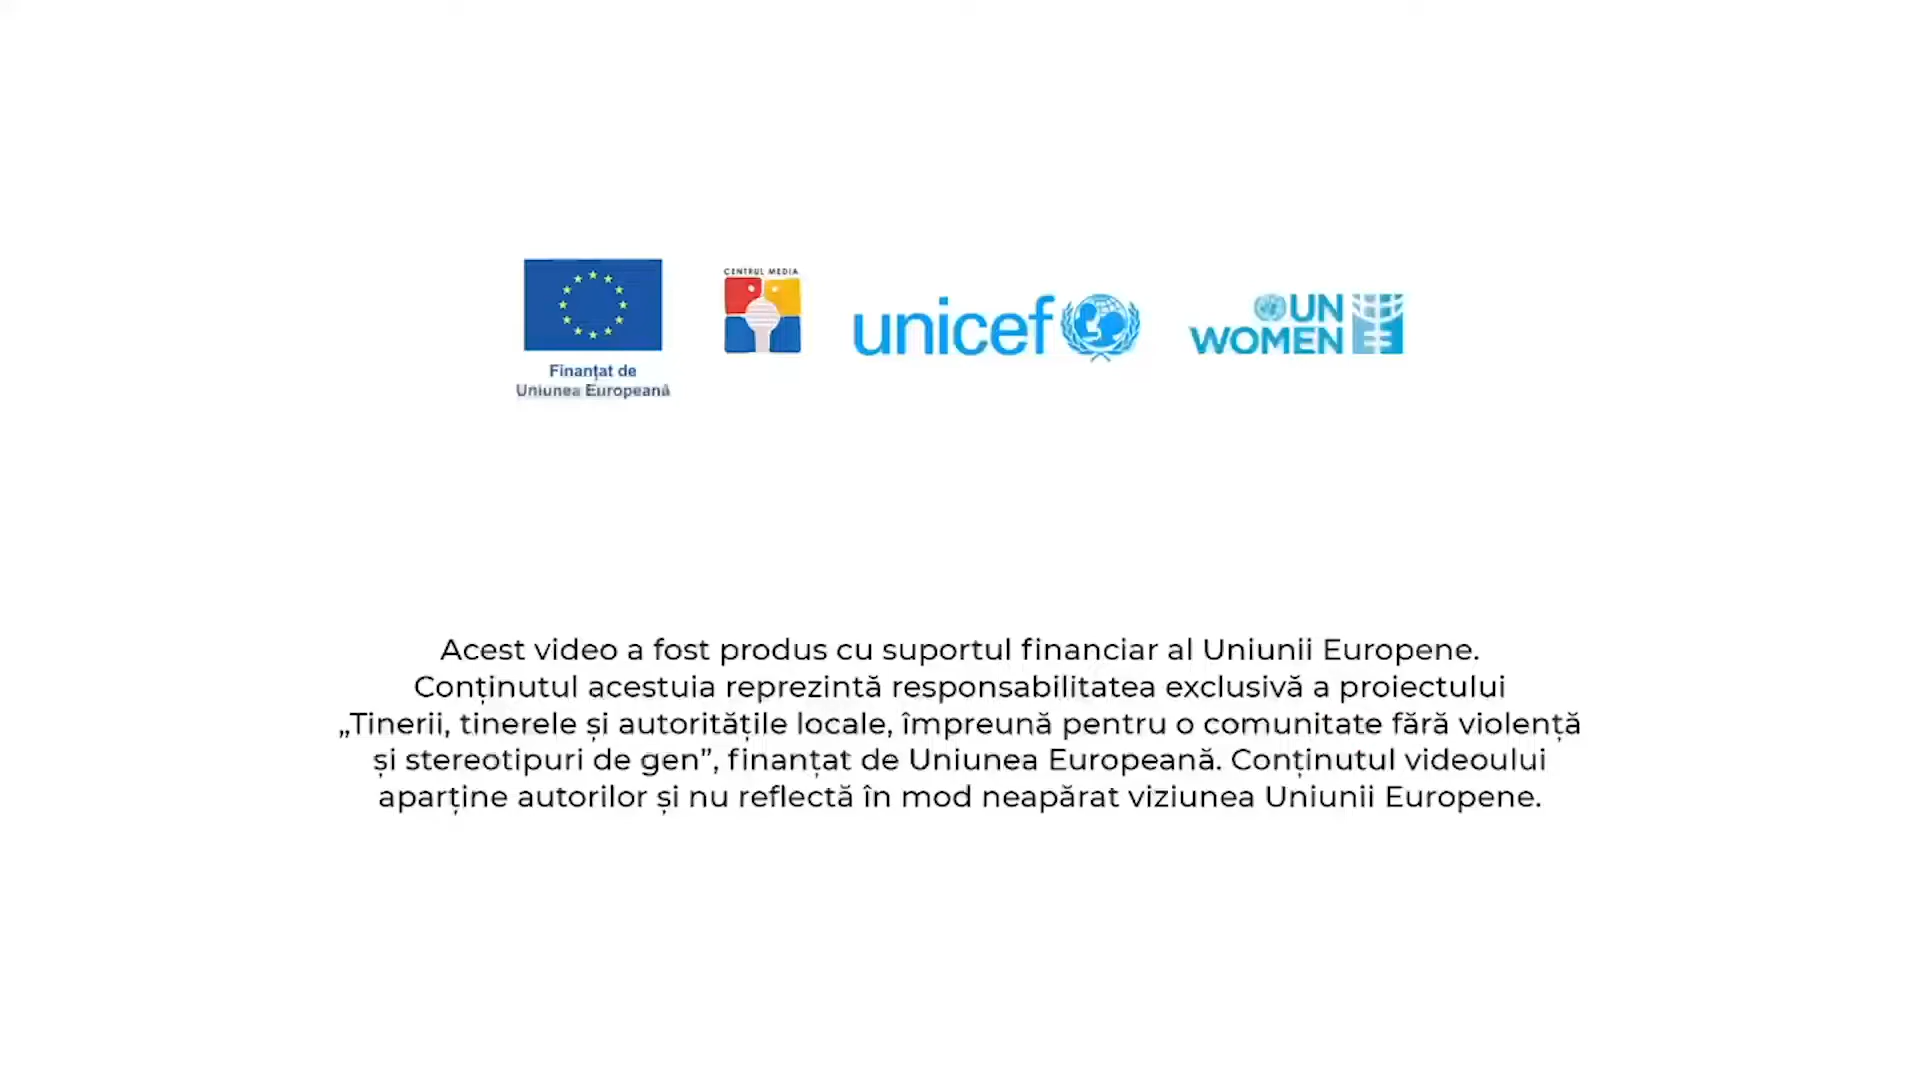 CENTRUL MEDIA
unicef
UN
WOMEN
Finanțat de
Uniunea Europeană
Acest video a fost produs cu suportul financiar al Uniunii Europene.
Conținutul acestuia reprezintă responsabilitatea exclusivă a proiectului
„Tinerii, tinerele și autoritățile locale, împreună pentru o comunitate fără violență
și stereotipuri de gen”, finanțat de Uniunea Europeană. Conținutul videoului
aparține autorilor și nu reflectă în mod neapărat viziunea Uniunii Europene.